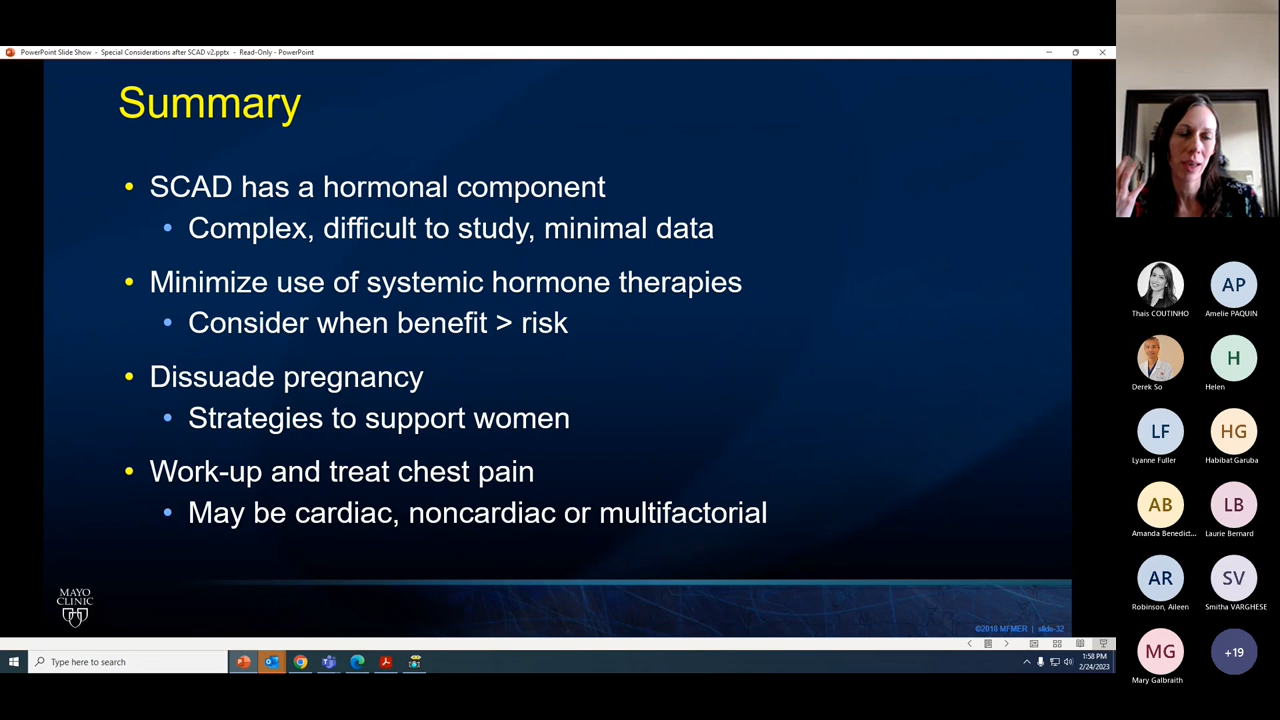 PowerPoint Slide Show - Special Considerations after SCAD v2.pptx - Read-Only - PowerPoint
Summary
• SCAD has a hormonal component
• Complex, difficult to study, minimal data
• Minimize use of systemic hormone therapies
• Consider when benefit > risk
• Dissuade pregnancy
• Strategies to support women
• Work-up and treat chest pain
• May be cardiac, noncardiac or multifactorial
MAYO
CLINIC
©2018 MFMER | slide-32
Type here to search
1:58 PM
2/24/2023
Thais COUTINHO
AP
Amelie PAQUIN
Derek So
H
Helen
LF
Lyanne Fuller
HG
Habibat Garuba
AB
Amanda Benedict...
LB
Laurie Bernard
AR
Robinson, Aileen
SV
Smitha VARGHESE
MG
Mary Galbraith
+19